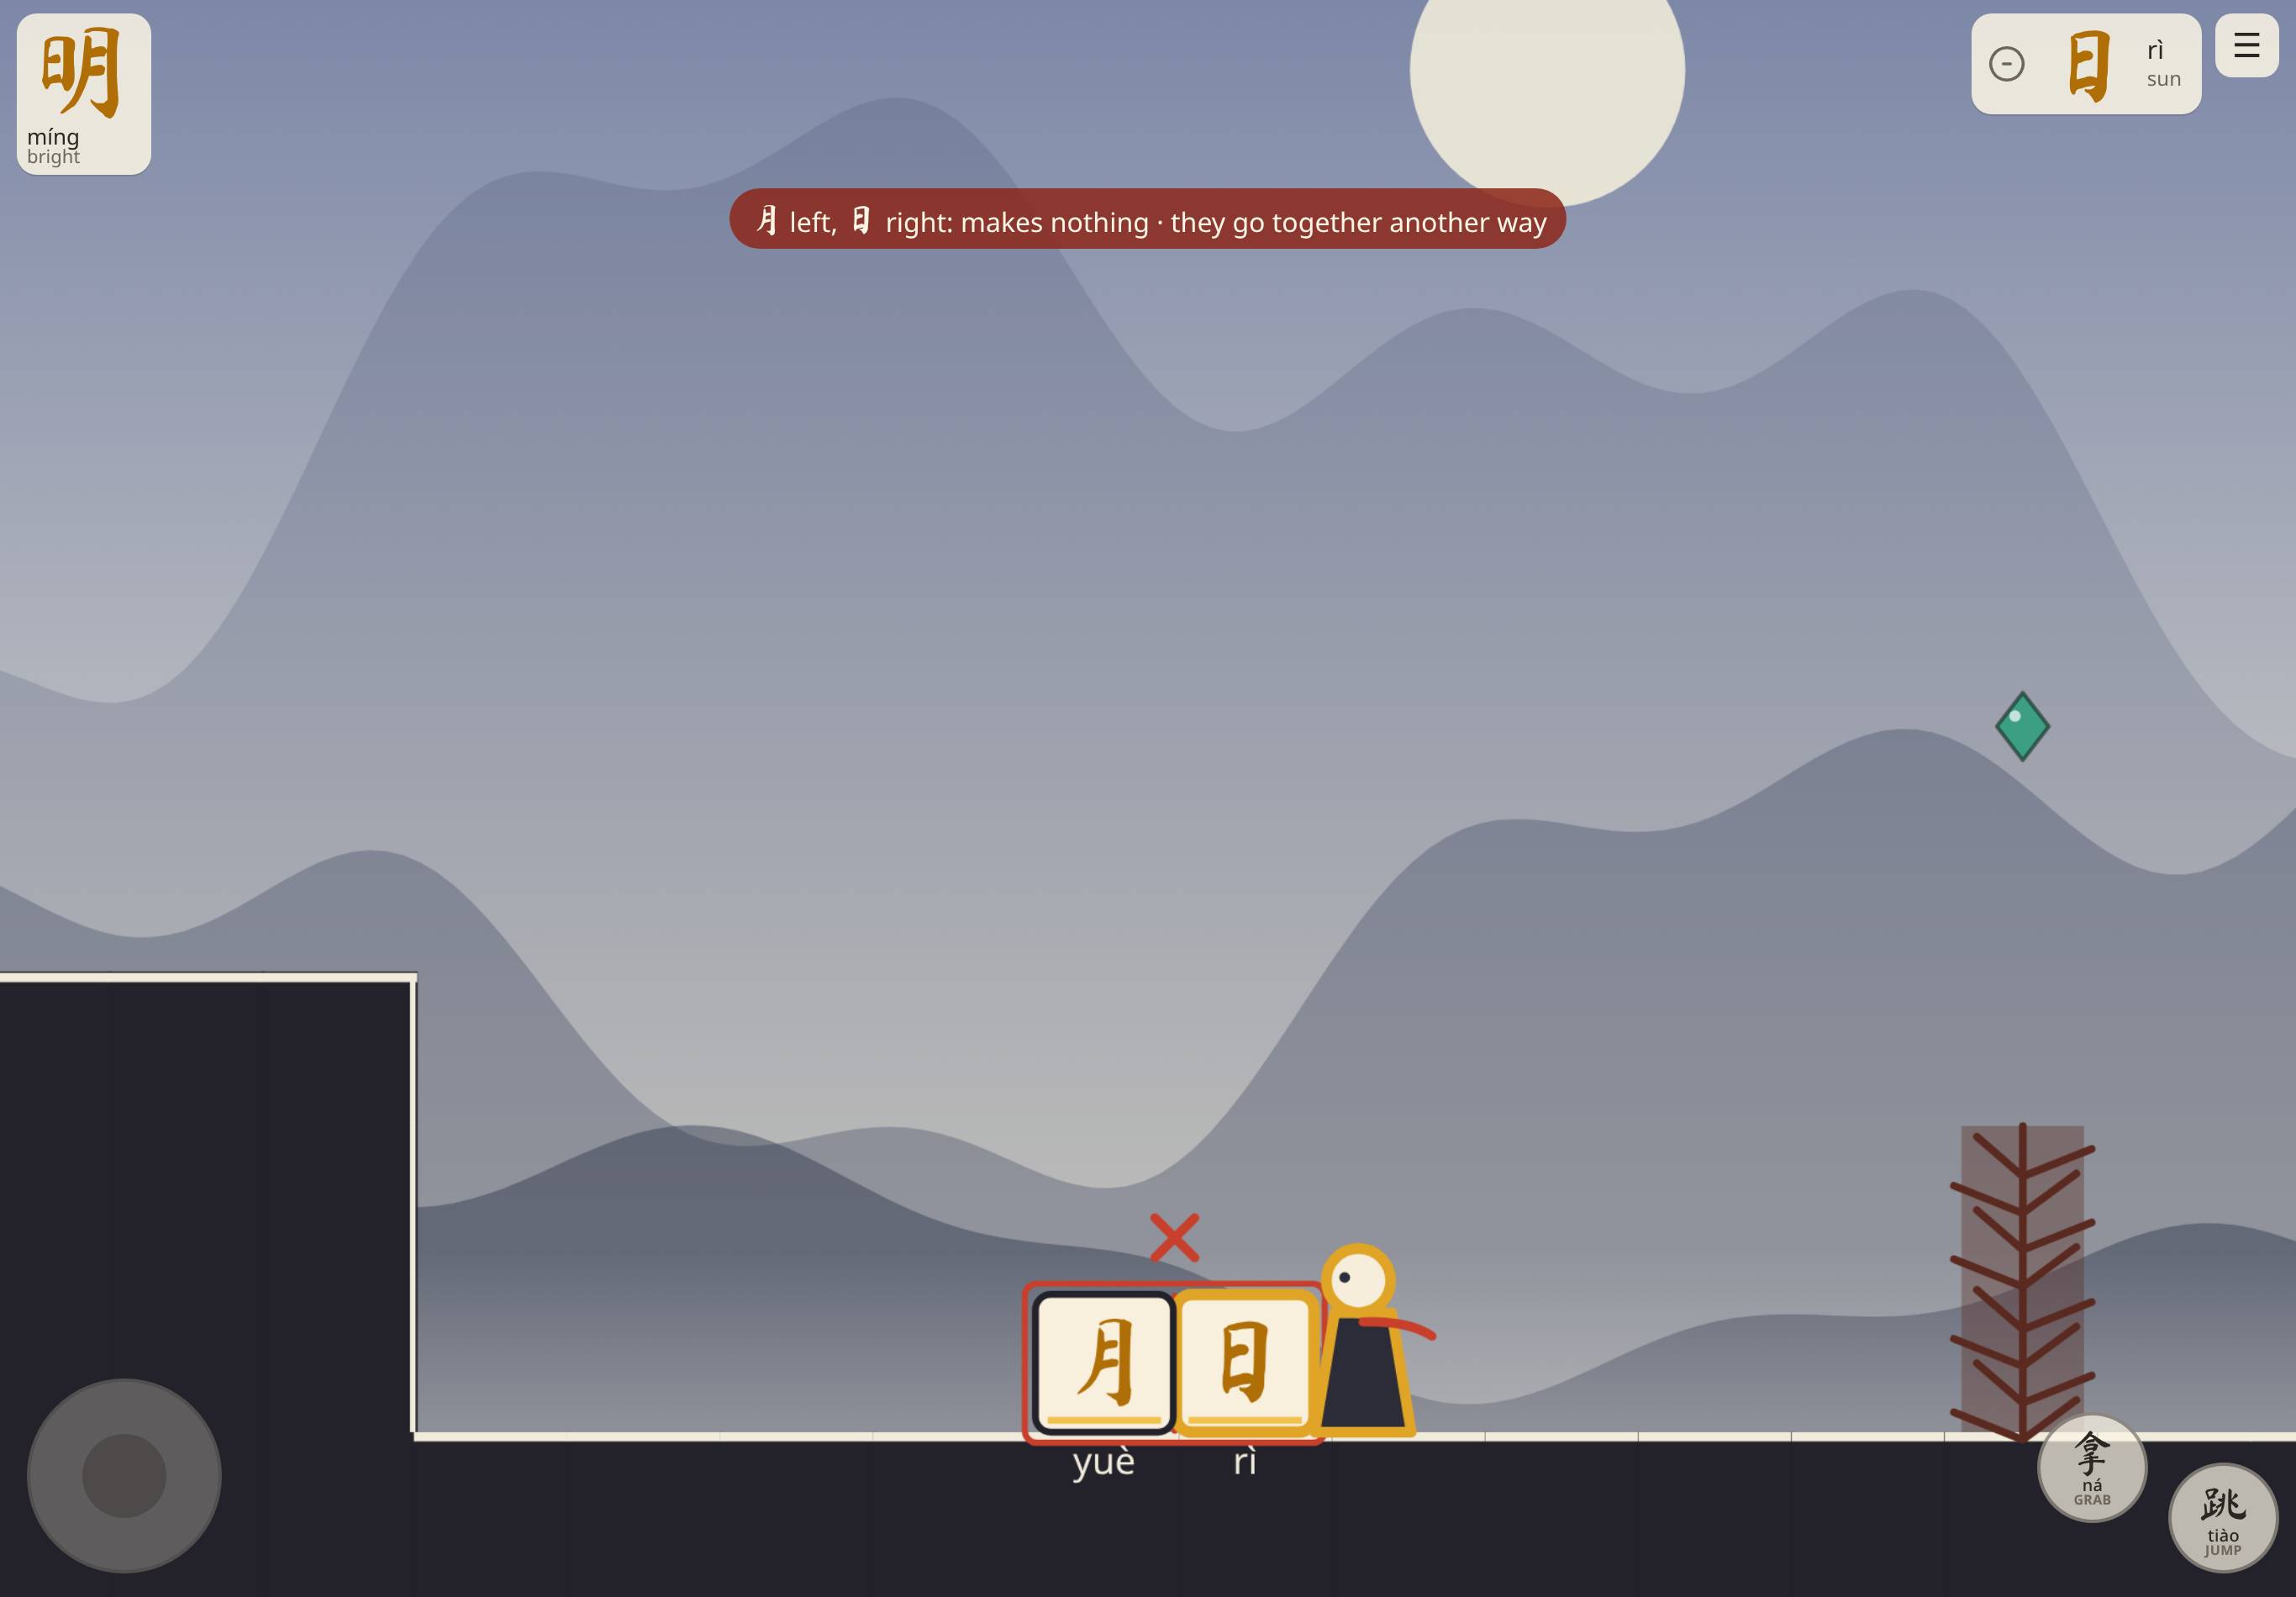 明
míng
bright
日
rì
sun
☰
月 left, 日 right: makes nothing · they go together another way
月 日
yuè rì
拿
ná
GRAB
跳
tiào
JUMP